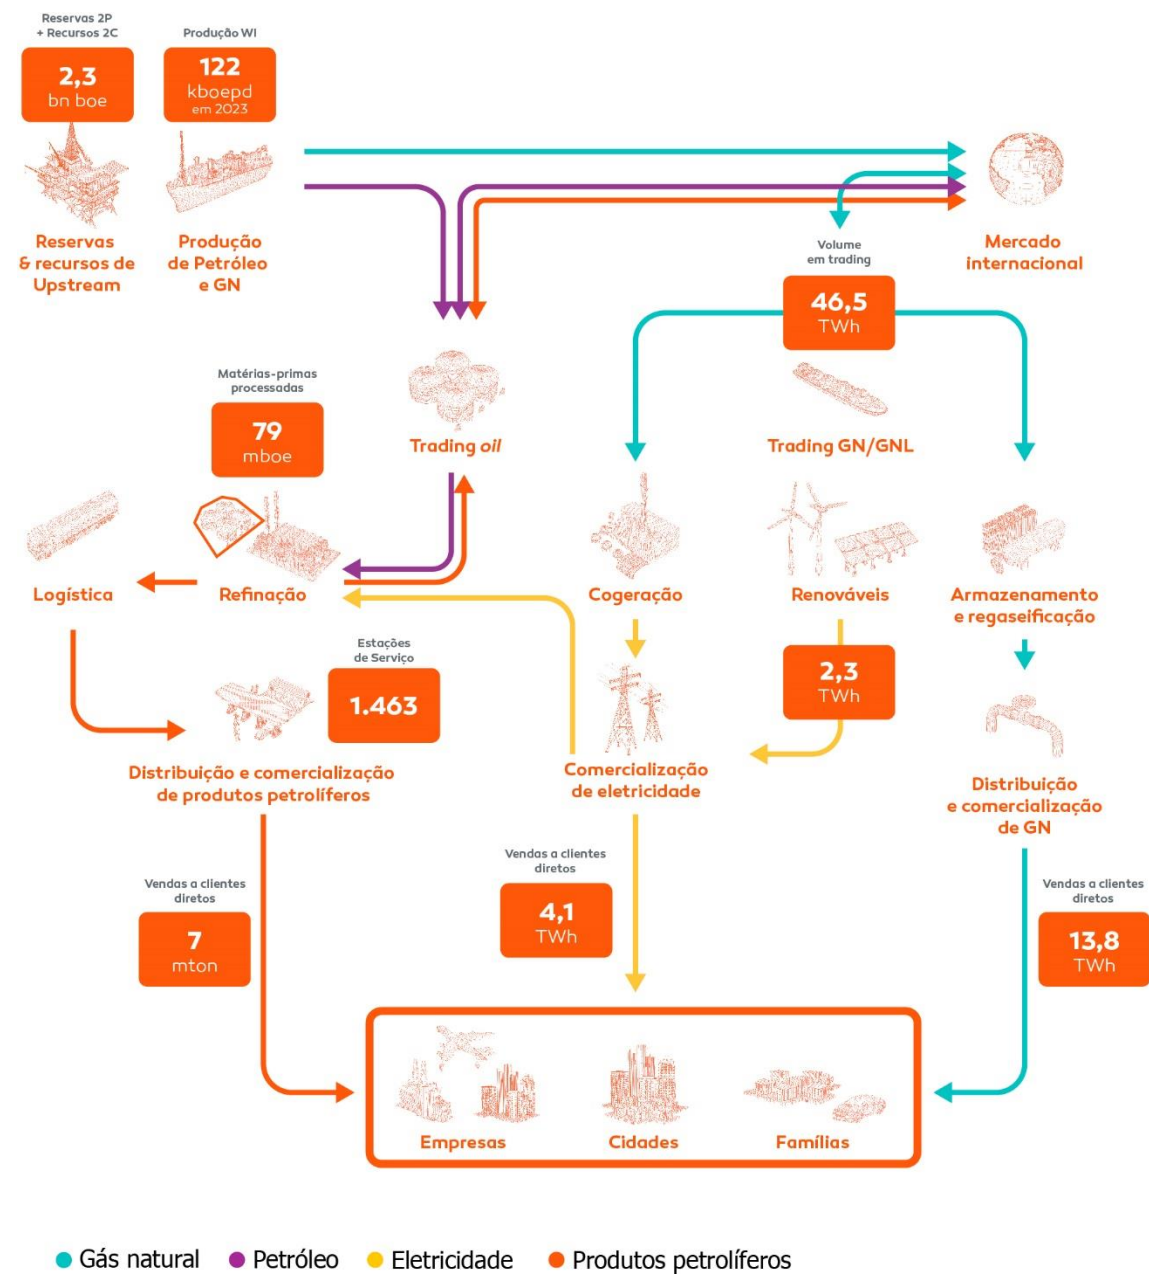 Reservas 2P
+ Recursos 2C
2,3
bn boe
Reservas
& recursos de
Upstream
Produção WI
122
kboepd
em 2023
Produção
de Petróleo
e GN
Mercado
internacional
Volume
em trading
46,5
TWh
Trading GN/GNL
Trading oil
Matérias-primas
processadas
79
mboe
Logística
Refinação
Cogeração
Renováveis
Armazenamento
e regaseificação
Estações
de Serviço
1.463
2,3
TWh
Distribuição e comercialização
de produtos petrolíferos
Comercialização
de eletricidade
Distribuição
e comercialização
de GN
Vendas a clientes
diretos
7
mton
Vendas a clientes
diretos
4,1
TWh
Vendas a clientes
diretos
13,8
TWh
Empresas
Cidades
Famílias
Gás natural
Petróleo
Eletricidade
Produtos petrolíferos